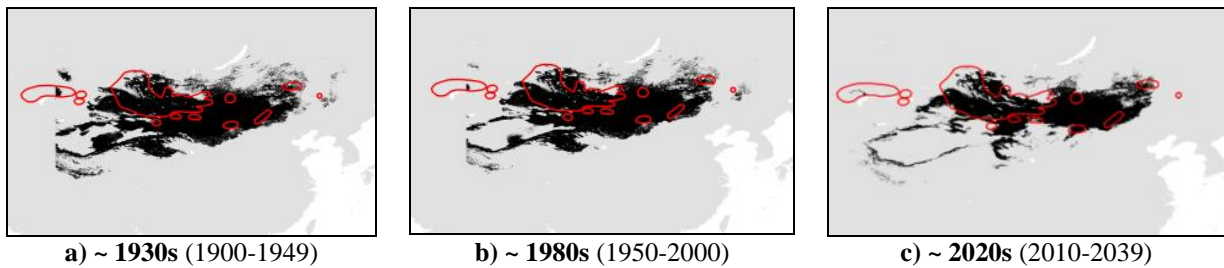 a) ~ 1930s (1900-1949)
b) ~ 1980s (1950-2000)
c) ~ 2020s (2010-2039)